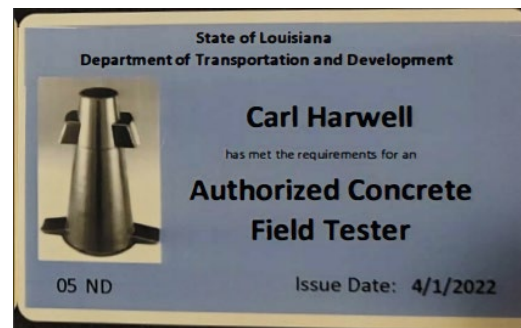 State of Louisiana
Department of Transportation and Development
Carl Harwell
has met the requirements for an
Authorized Concrete
Field Tester
05 ND
Issue Date: 4/1/2022